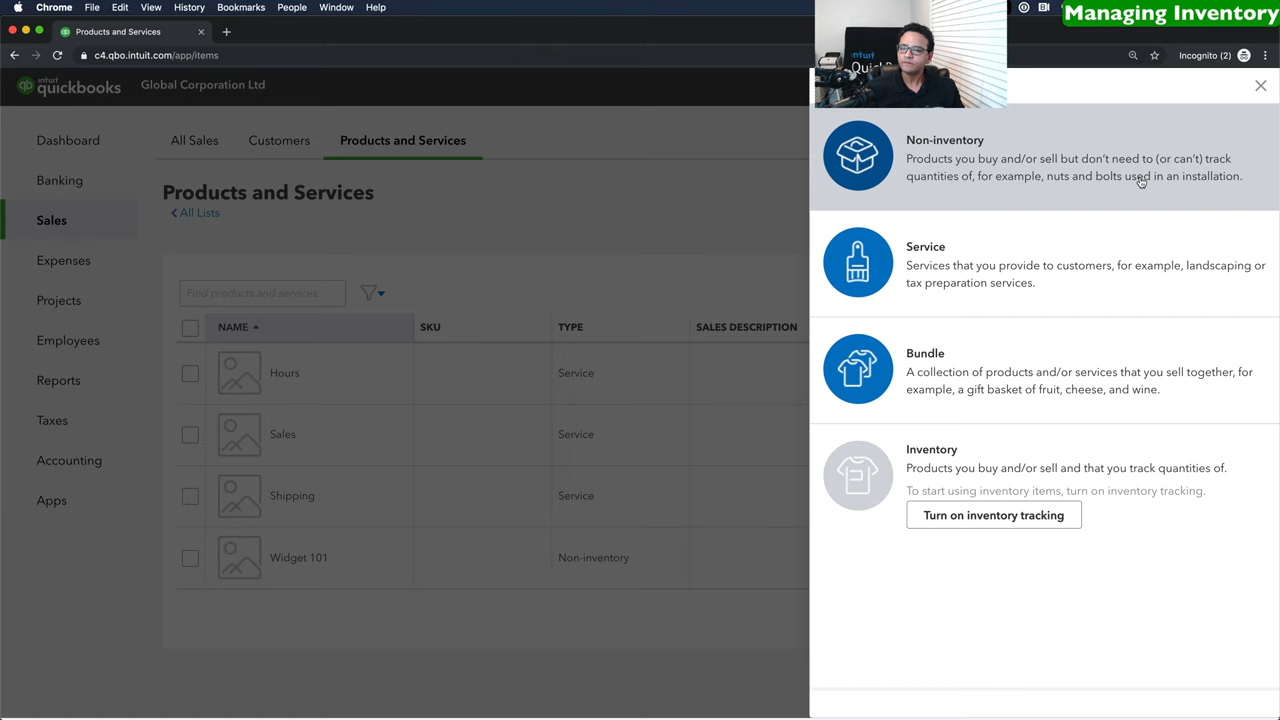 Chrome File Edit View History Bookmarks People Window Help
Managing Inventory
Products and Services
c4.qbo.intuit.com/app/items
Incognito (2)
intuit
quickbooks
intuit
Global Corp Ltd
Dashboard
Banking
Sales
Expenses
Projects
Employees
Reports
Taxes
Accounting
Apps
All Sales Customers Products and Services
Products and Services
All Lists
Find products and services
NAME SKU TYPE SALES DESCRIPTION
Hours Service
Sales Service
Shipping Service
Widget 101 Non-inventory
Non-inventory
Products you buy and/or sell but don't need to (or can't) track
quantities of, for example, nuts and bolts used in an installation.
Service
Services that you provide to customers, for example, landscaping or
tax preparation services.
Bundle
A collection of products and/or services that you sell together, for
example, a gift basket of fruit, cheese, and wine.
Inventory
Products you buy and/or sell and that you track quantities of.
To start using inventory items, turn on inventory tracking.
Turn on inventory tracking